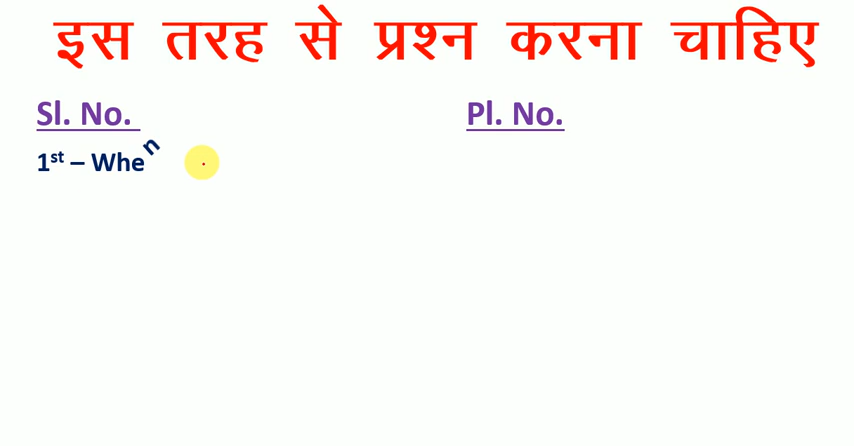 इस तरह से प्रश्न करना चाहिए
Sl. No. Pl. No.
1st – When